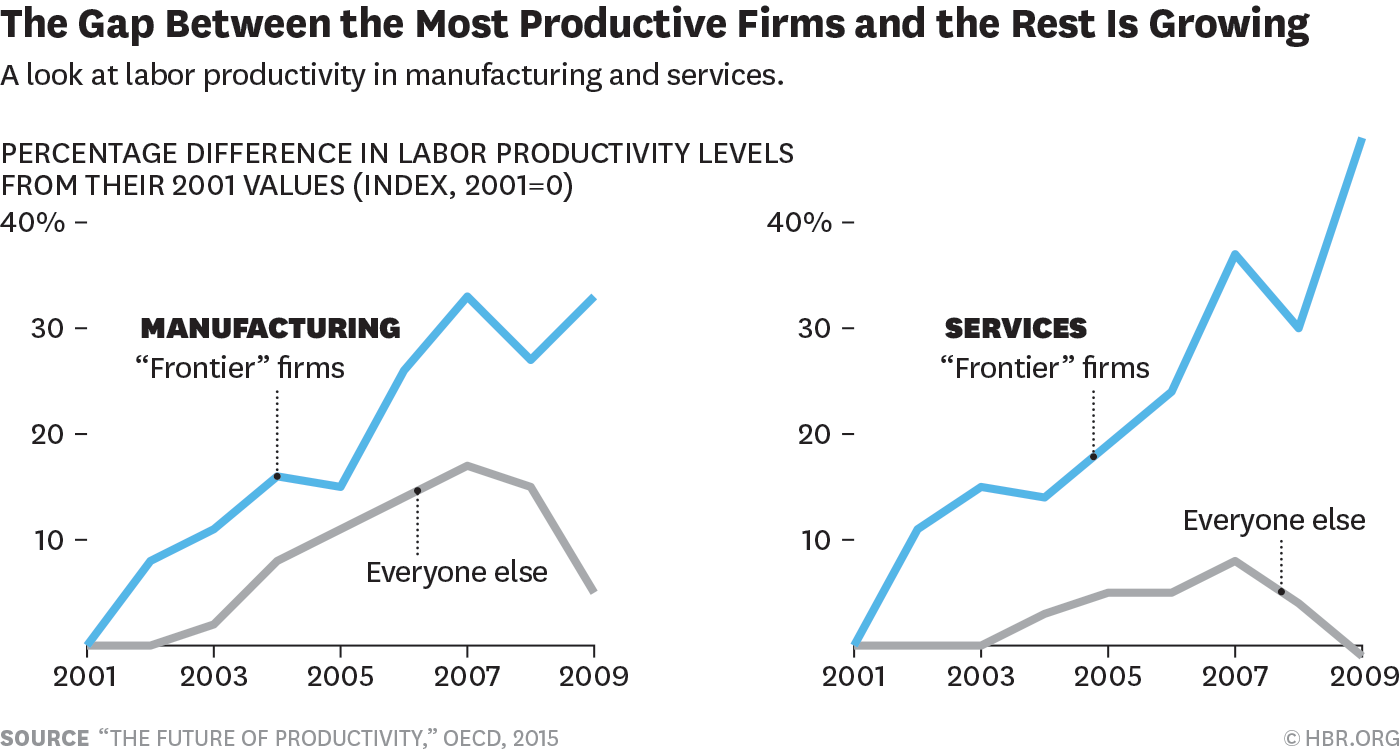 The Gap Between the Most Productive Firms and the Rest Is Growing
A look at labor productivity in manufacturing and services.
PERCENTAGE DIFFERENCE IN LABOR PRODUCTIVITY LEVELS
FROM THEIR 2001 VALUES (INDEX, 2001=0)
40%
30
20
10
MANUFACTURING
“Frontier” firms
Everyone else
2001 2003 2005 2007 2009
40%
30
20
10
SERVICES
“Frontier” firms
Everyone else
2001 2003 2005 2007 2009
SOURCE “THE FUTURE OF PRODUCTIVITY,” OECD, 2015
© HBR.ORG